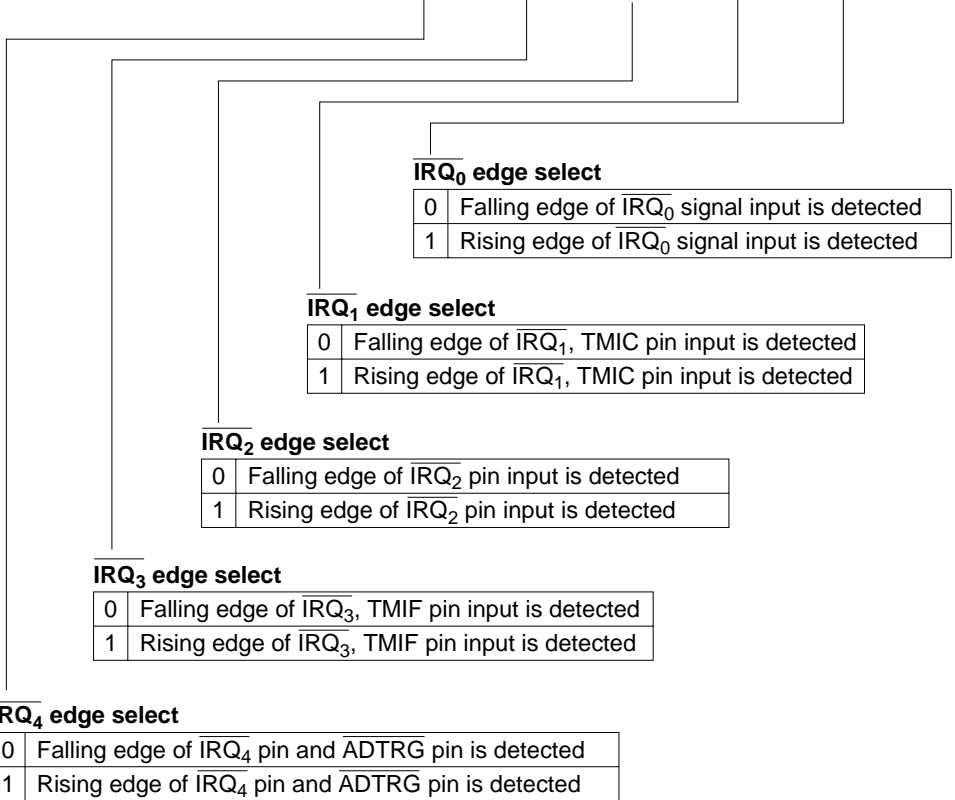 IRQ0 edge select
0 Falling edge of IRQ0 signal input is detected
1 Rising edge of IRQ0 signal input is detected
IRQ1 edge select
0 Falling edge of IRQ1, TMIC pin input is detected
1 Rising edge of IRQ1, TMIC pin input is detected
IRQ2 edge select
0 Falling edge of IRQ2 pin input is detected
1 Rising edge of IRQ2 pin input is detected
IRQ3 edge select
0 Falling edge of IRQ3, TMIF pin input is detected
1 Rising edge of IRQ3, TMIF pin input is detected
RQ4 edge select
0 Falling edge of IRQ4 pin and ADTRG pin is detected
1 Rising edge of IRQ4 pin and ADTRG pin is detected